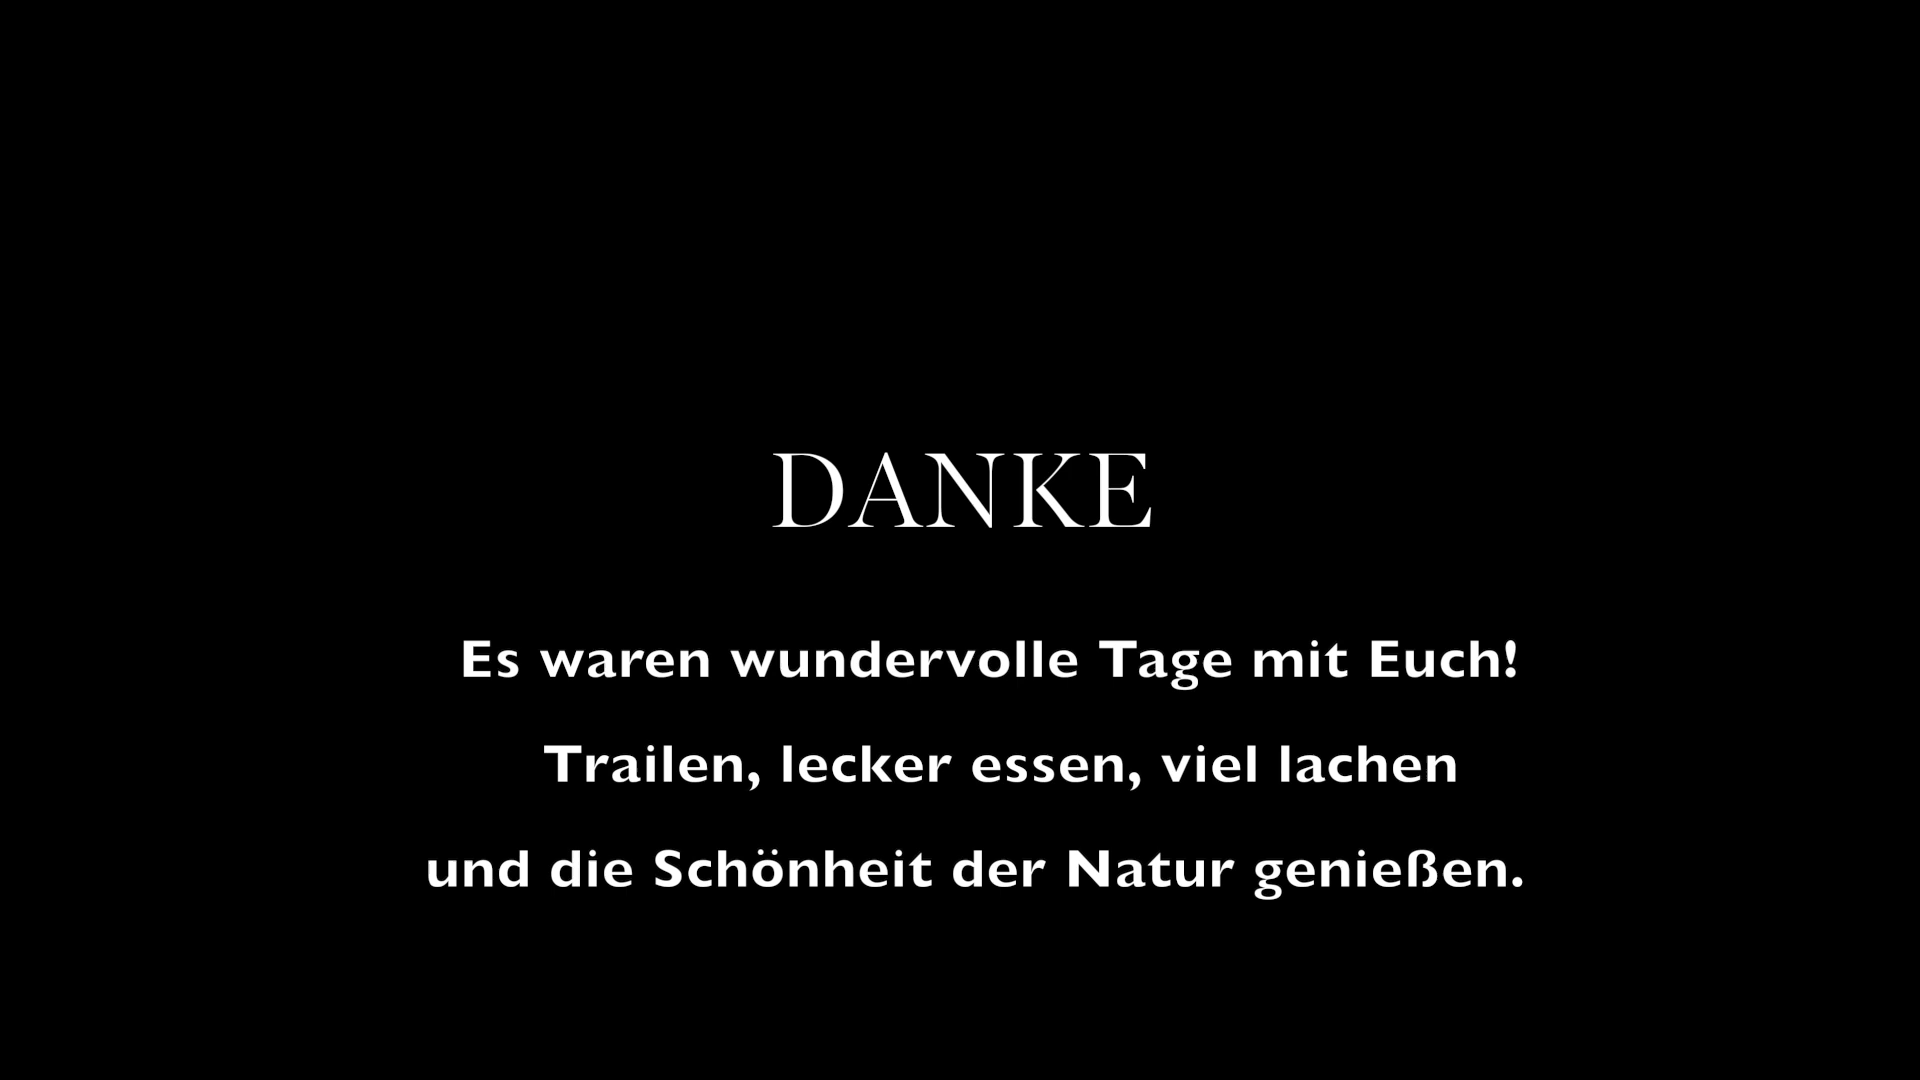 DANKE
Es waren wundervolle Tage mit Euch!
Trailen, lecker essen, viel lachen
und die Schönheit der Natur genießen.